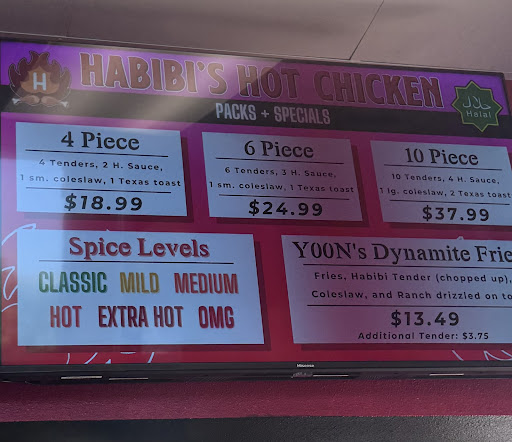 H
HABIBI'S HOT CHICKEN
PACKS + SPECIALS
حلال
Halal
4 Piece
4 Tenders, 2 H. Sauce,
1 sm. coleslaw, 1 Texas toast
$18.99
6 Piece
6 Tenders, 3 H. Sauce,
1 sm. coleslaw, 1 Texas toast
$24.99
10 Piece
10 Tenders, 4 H. Sauce,
1 lg. coleslaw, 2 Texas toast
$37.99
Spice Levels
CLASSIC MILD MEDIUM
HOT EXTRA HOT OMG
Y00N's Dynamite Frie
Fries, Habibi Tender (chopped up),
Coleslaw, and Ranch drizzled on to
$13.49
Additional Tender: $3.75
Hisense